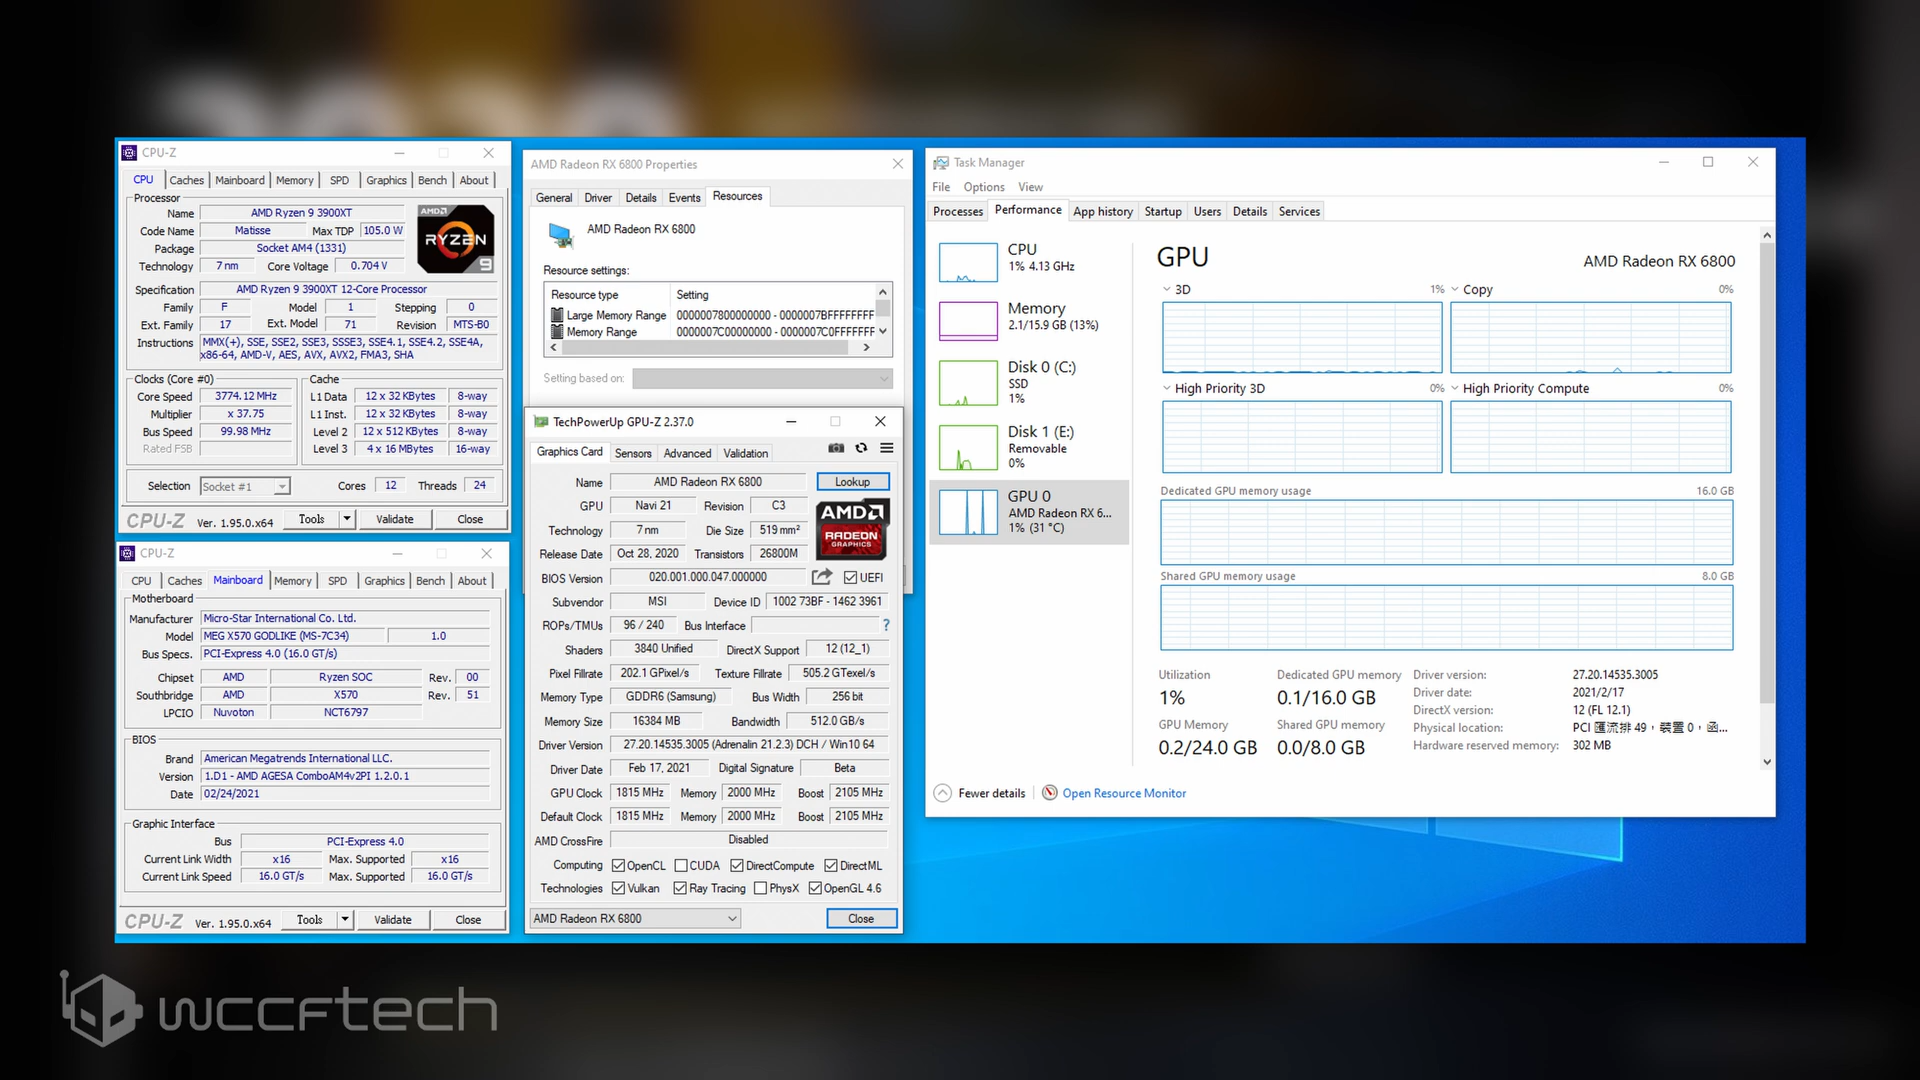 CPU-Z
CPU Caches Mainboard Memory SPD Graphics Bench About
Processor
Name AMD Ryzen 9 3900XT
Code Name Matisse Max TDP 105.0 W
Package Socket AM4 (1331)
Technology 7 nm Core Voltage 0.704 V
AMD RYZEN 9
Specification AMD Ryzen 9 3900XT 12-Core Processor
Family F Model 1 Stepping 0
Ext. Family 17 Ext. Model 71 Revision MTS-B0
Instructions MMX(+), SSE, SSE2, SSE3, SSSE3, SSE4.1, SSE4.2, SSE4A,
x86-64, AMD-V, AES, AVX, AVX2, FMA3, SHA
Clocks (Core #0) Cache
Core Speed 3774.12 MHz L1 Data 12 x 32 KBytes 8-way
Multiplier x 37.75 L1 Inst. 12 x 32 KBytes 8-way
Bus Speed 99.98 MHz Level 2 12 x 512 KBytes 8-way
Rated FSB Level 3 4 x 16 MBytes 16-way
Selection Socket #1 Cores 12 Threads 24
CPU-Z Ver. 1.95.0.x64 Tools Validate Close
CPU-Z
CPU Caches Mainboard Memory SPD Graphics Bench About
Motherboard
Manufacturer Micro-Star International Co. Ltd.
Model MEG X570 GODLIKE (MS-7C34) 1.0
Bus Specs. PCI-Express 4.0 (16.0 GT/s)
Chipset AMD Ryzen SOC Rev. 00
Southbridge AMD X570 Rev. 51
LPCIO Nuvoton NCT6797
BIOS
Brand American Megatrends International LLC.
Version 1.D1 - AMD AGESA ComboAM4v2PI 1.2.0.1
Date 02/24/2021
Graphic Interface
Bus PCI-Express 4.0
Current Link Width x16 Max. Supported x16
Current Link Speed 16.0 GT/s Max. Supported 16.0 GT/s
CPU-Z Ver. 1.95.0.x64 Tools Validate Close
AMD Radeon RX 6800 Properties
General Driver Details Events Resources
AMD Radeon RX 6800
Resource settings:
Resource type Setting
Large Memory Range 0000007800000000 - 0000007BFFFFFFFF
Memory Range 0000007C00000000 - 0000007C0FFFFFFF
Setting based on:
TechPowerUp GPU-Z 2.37.0
Graphics Card Sensors Advanced Validation
Name AMD Radeon RX 6800 Lookup
GPU Navi 21 Revision C3
Technology 7 nm Die Size 519 mm²
AMD RADEON GRAPHICS
Release Date Oct 28, 2020 Transistors 26800M
BIOS Version 020.001.000.047.000000 UEFI
Subvendor MSI Device ID 1002 73BF - 1462 3961
ROPs/TMUs 96 / 240 Bus Interface ?
Shaders 3840 Unified DirectX Support 12 (12_1)
Pixel Fillrate 202.1 GPixel/s Texture Fillrate 505.2 GTexel/s
Memory Type GDDR6 (Samsung) Bus Width 256 bit
Memory Size 16384 MB Bandwidth 512.0 GB/s
Driver Version 27.20.14535.3005 (Adrenalin 21.2.3) DCH / Win10 64
Driver Date Feb 17, 2021 Digital Signature Beta
GPU Clock 1815 MHz Memory 2000 MHz Boost 2105 MHz
Default Clock 1815 MHz Memory 2000 MHz Boost 2105 MHz
AMD CrossFire Disabled
Computing OpenCL CUDA DirectCompute DirectML
Technologies Vulkan Ray Tracing PhysX OpenGL 4.6
AMD Radeon RX 6800 Close
Task Manager
File Options View
Processes Performance App history Startup Users Details Services
CPU
1% 4.13 GHz
Memory
2.1/15.9 GB (13%)
Disk 0 (C:)
SSD
1%
Disk 1 (E:)
Removable
0%
GPU 0
AMD Radeon RX 6...
1% (31 °C)
GPU AMD Radeon RX 6800
3D 1% Copy 0%
High Priority 3D 0% High Priority Compute 0%
Dedicated GPU memory usage 16.0 GB
Shared GPU memory usage 8.0 GB
Utilization
1%
Dedicated GPU memory
0.1/16.0 GB
GPU Memory
0.2/24.0 GB
Shared GPU memory
0.0/8.0 GB
Driver version: 27.20.14535.3005
Driver date: 2021/2/17
DirectX version: 12 (FL 12.1)
Physical location: PCI 匯流排 49，裝置 0，函...
Hardware reserved memory: 302 MB
Fewer details Open Resource Monitor
wccftech